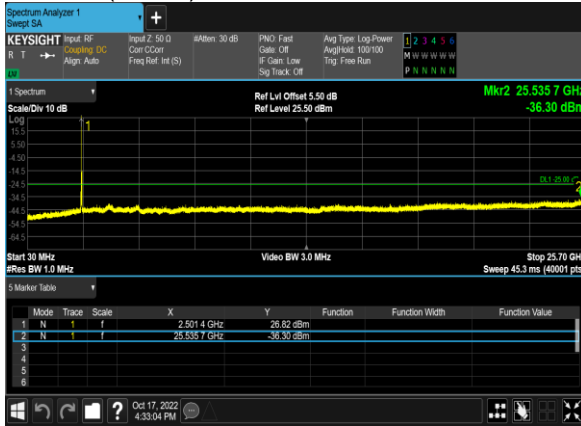 Spectrum Analyzer 1
Swept SA
+
KEYSIGHT Input: RF Input Z: 50 Ω #Atten: 30 dB PNO: Fast Avg Type: Log-Power 1 2 3 4 5 6
R T Coupling: DC Corr CCorr Gate: Off Avg|Hold: 100/100 M W W W W W
Align: Auto Freq Ref: Int (S) IF Gain: Low Trig: Free Run
Sig Track: Off P N N N N N
1 Spectrum
Ref Lvl Offset 5.50 dB Mkr2 25.535 7 GHz
Scale/Div 10 dB Ref Level 25.50 dBm -36.30 dBm
Log
1
15.5
5.50
-4.50
-14.5
DL1 -25.00
-24.5
2
-34.5
-44.5
-54.5
-64.5
Start 30 MHz Video BW 3.0 MHz Stop 25.70 GH
#Res BW 1.0 MHz Sweep 45.3 ms (40001 pts
5 Marker Table
Mode Trace Scale X Y Function Function Width Function Value
1 N 1 f 2.501 4 GHz 26.82 dBm
2 N 1 f 25.535 7 GHz -36.30 dBm
3
4
5
6
? Oct 17, 2022
4:33:04 PM